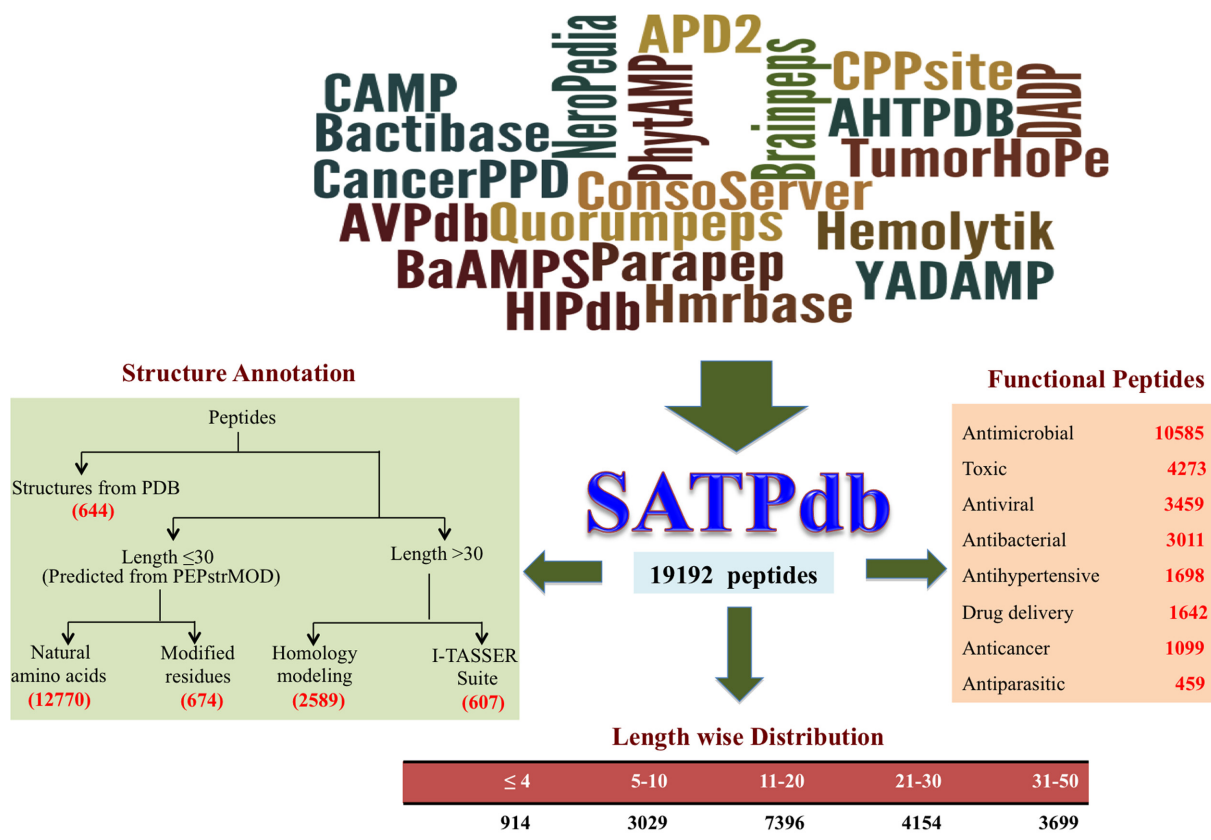 APD2
NeroPedia
PhytAMP
Brainpeps
CPPsite
DADP
CAMP
AHTPDB
Bactibase
TumorHoPe
CancerPPD
ConsoServer
AVPdb
Quorumpeps
Hemolytik
BaAMPS
Parapep
YADAMP
HIPdb
Hmrbase
Structure Annotation
Peptides
Structures from PDB
(644)
Length ≤30
(Predicted from PEPstrMOD)
Length >30
Natural
amino acids
(12770)
Modified
residues
(674)
Homology
modeling
(2589)
I-TASSER
Suite
(607)
SATPdb
19192 peptides
Functional Peptides
Antimicrobial 10585
Toxic 4273
Antiviral 3459
Antibacterial 3011
Antihypertensive 1698
Drug delivery 1642
Anticancer 1099
Antiparasitic 459
Length wise Distribution
≤ 4 5-10 11-20 21-30 31-50
914 3029 7396 4154 3699